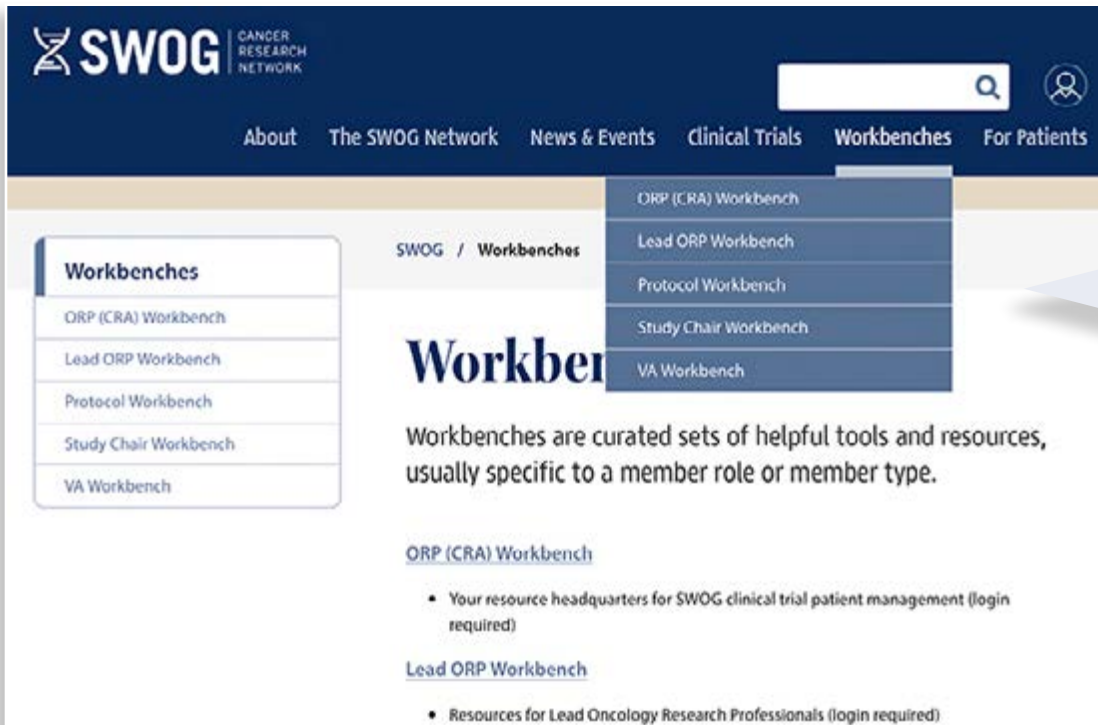 SWOG
CANCER
RESEARCH
NETWORK
About The SWOG Network News & Events Clinical Trials Workbenches For Patients
ORP (CRA) Workbench
Lead ORP Workbench
Protocol Workbench
Study Chair Workbench
VA Workbench
Workbenches
ORP (CRA) Workbench
Lead ORP Workbench
Protocol Workbench
Study Chair Workbench
VA Workbench
SWOG / Workbenches
Workben
Workbenches are curated sets of helpful tools and resources,
usually specific to a member role or member type.
ORP (CRA) Workbench
• Your resource headquarters for SWOG clinical trial patient management (login
required)
Lead ORP Workbench
• Resources for Lead Oncology Research Professionals (login required)